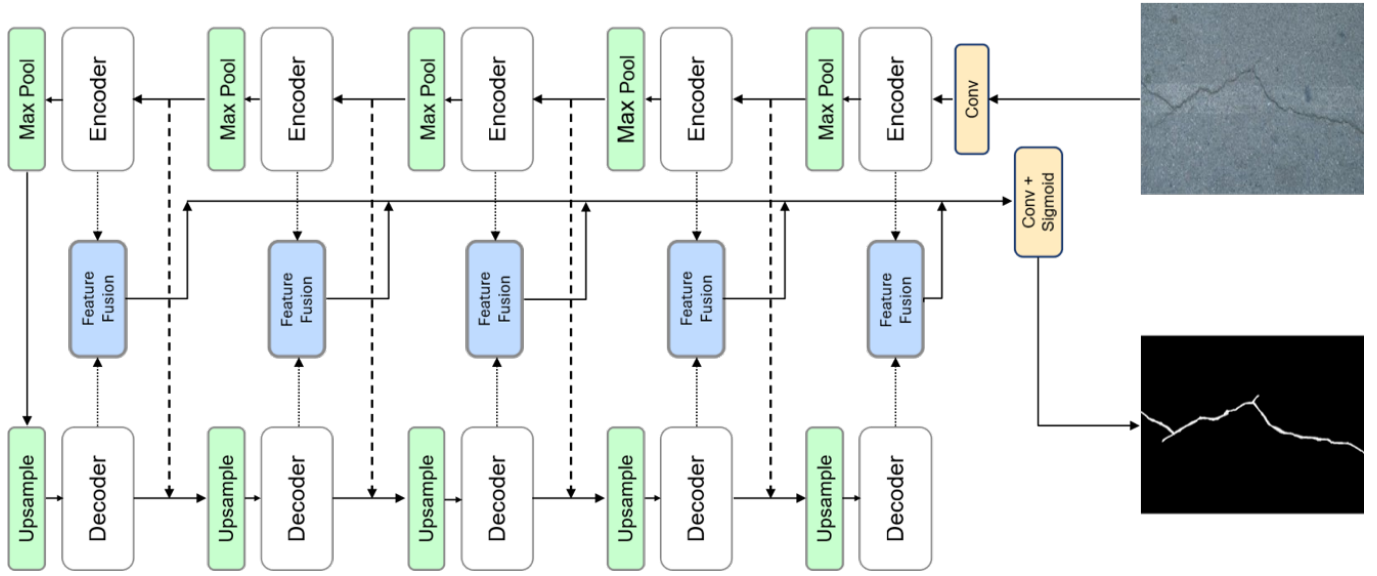 Max Pool
Encoder
Max Pool
Encoder
Max Pool
Encoder
Max Pool
Encoder
Max Pool
Encoder
Conv
Conv +
Sigmoid
Feature
Fusion
Feature
Fusion
Feature
Fusion
Feature
Fusion
Feature
Fusion
Upsample
Decoder
Upsample
Decoder
Upsample
Decoder
Upsample
Decoder
Upsample
Decoder